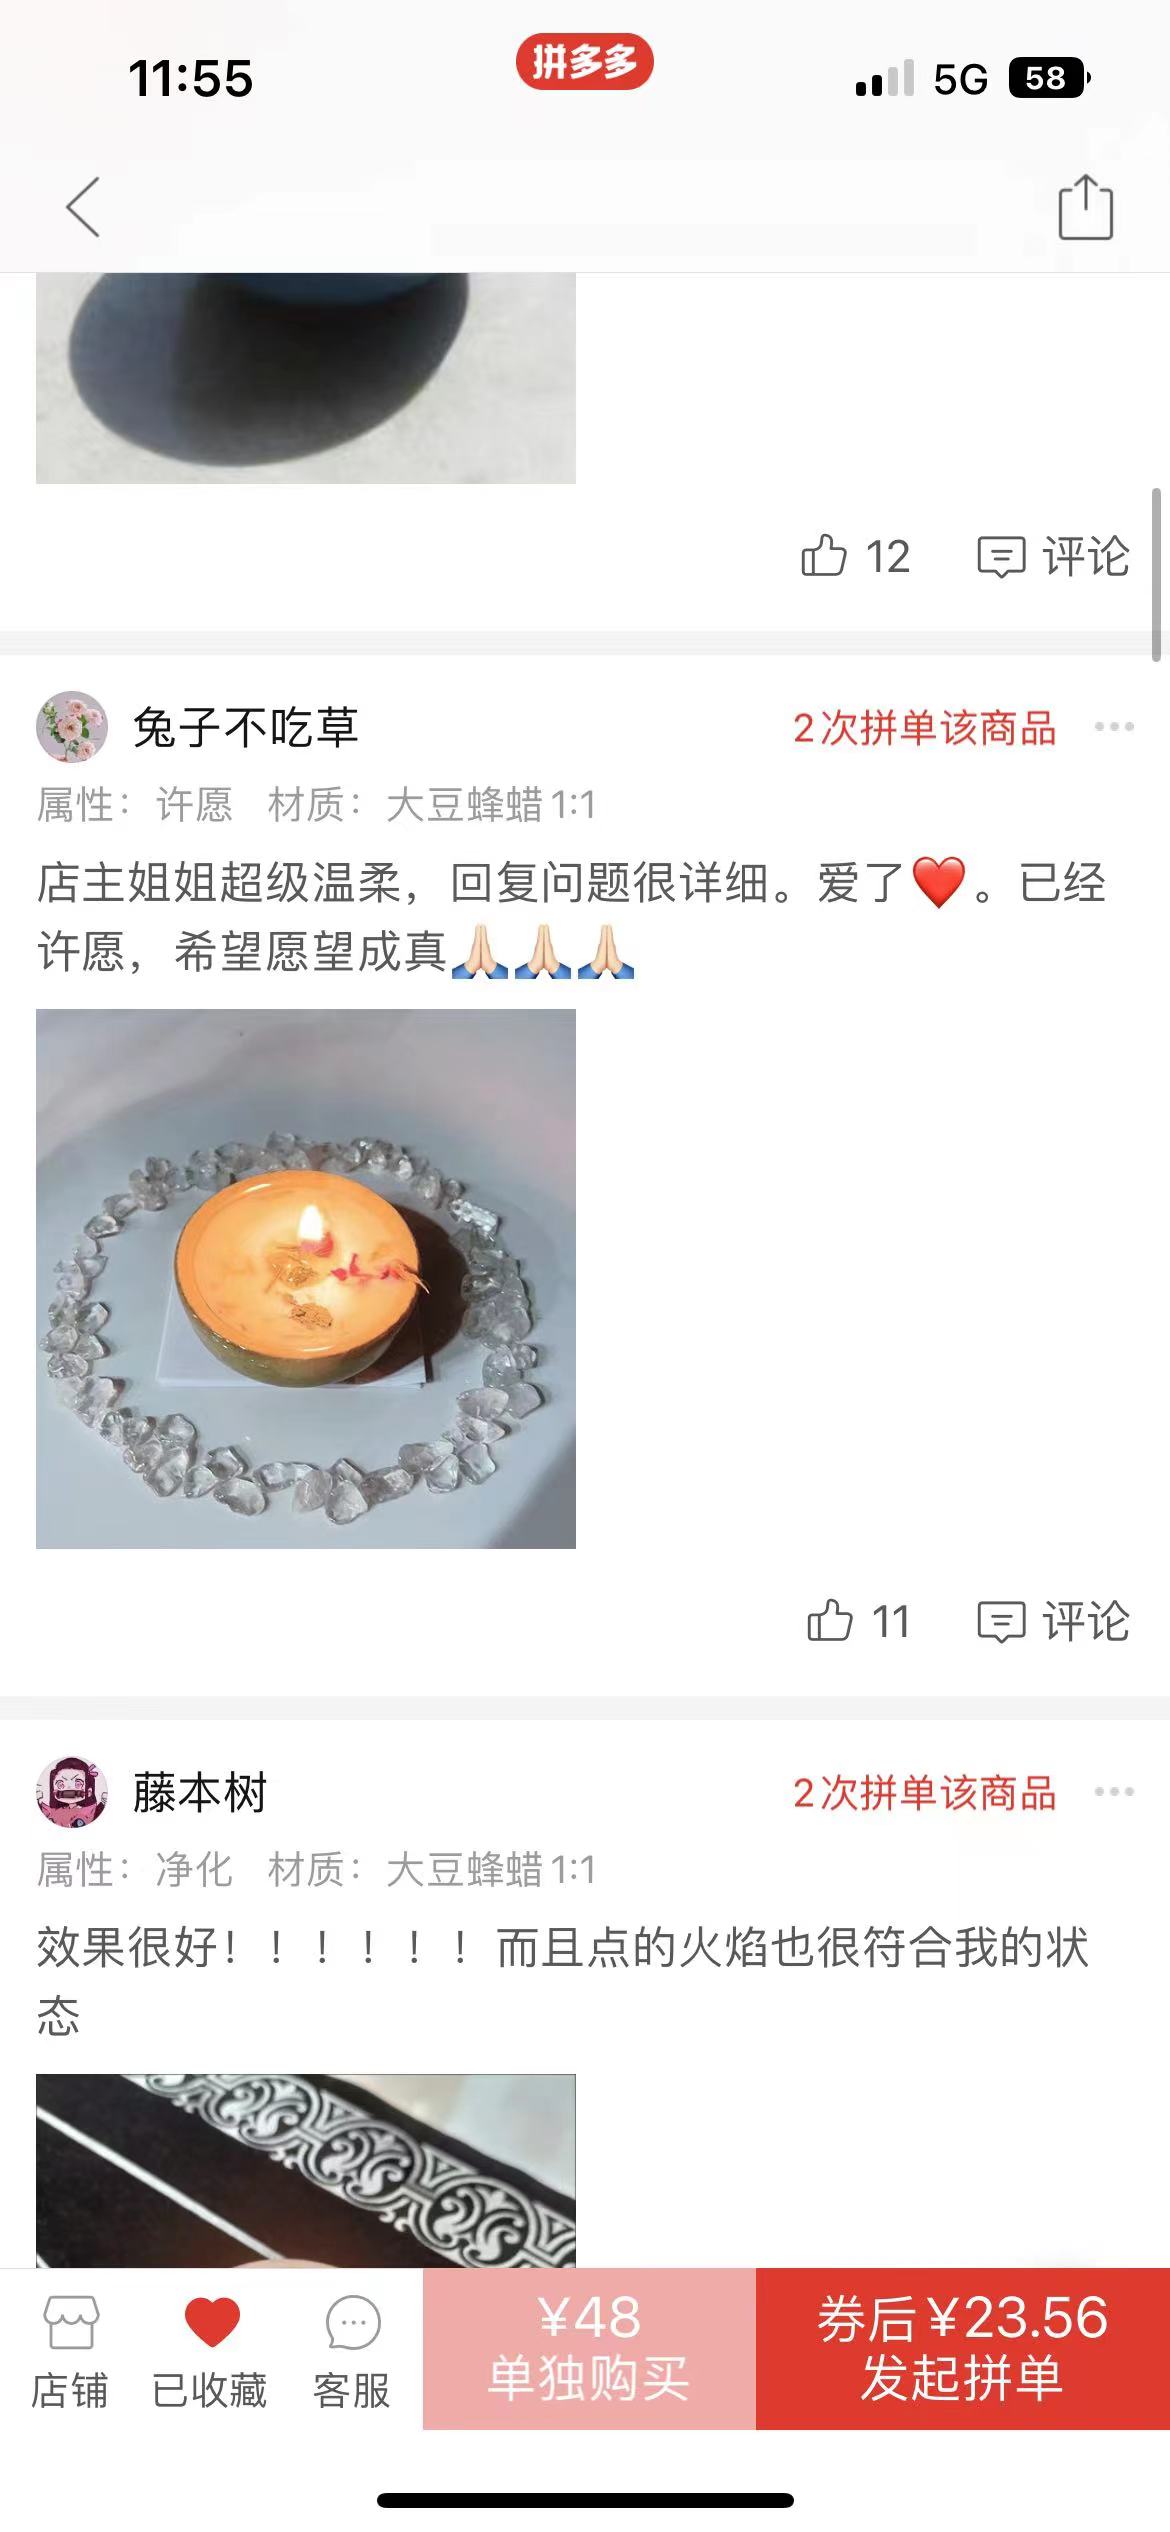 11:55
拼多多
5G
58
12
评论
兔子不吃草
2次拼单该商品
属性：许愿 材质：大豆蜂蜡1:1
店主姐姐超级温柔，回复问题很详细。爱了❤️。已经
许愿，希望愿望成真🙏🏻🙏🏻🙏🏻
11
评论
藤本树
2次拼单该商品
属性：净化 材质：大豆蜂蜡1:1
效果很好！！！！！！而且点的火焰也很符合我的状
态
店铺
已收藏
客服
¥48
单独购买
券后¥23.56
发起拼单